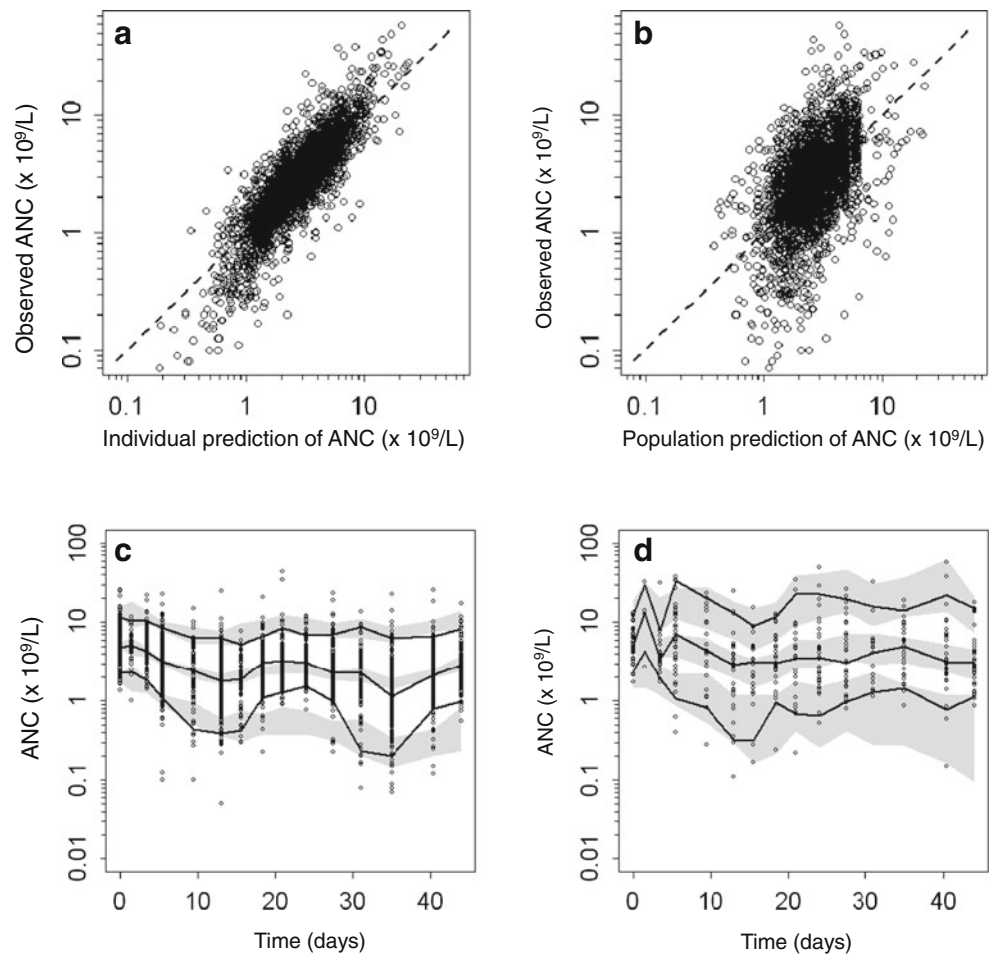 a
Observed ANC (x 10⁹/L)
10
1
0.1
0.1 1 10
Individual prediction of ANC (x 10⁹/L)
b
Observed ANC (x 10⁹/L)
10
1
0.1
0.1 1 10
Population prediction of ANC (x 10⁹/L)
c
ANC (x 10⁹/L)
100
10
1
0.1
0.01
0 10 20 30 40
Time (days)
d
ANC (x 10⁹/L)
100
10
1
0.1
0.01
0 10 20 30 40
Time (days)